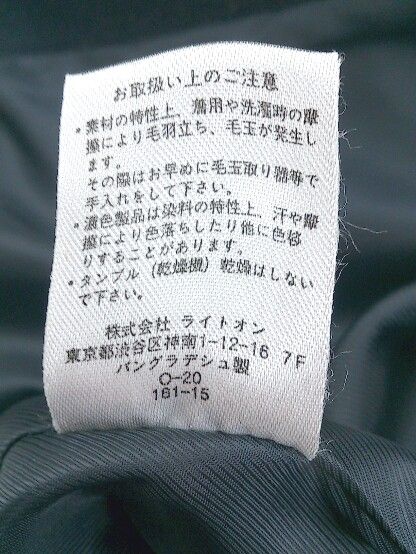 お取扱い上のご注意
・素材の特性上、着用や洗濯時の摩
擦により毛羽立ち、毛玉が発生し
ます。
その際はお早めに毛玉取り器等で
手入れをして下さい。
・濃色製品は染料の特性上、汗や摩
擦により色落ちしたり他に色移
りすることがあります。
・タンブル（乾燥機）乾燥はしない
で下さい。
株式会社 ライトオン
東京都渋谷区神南1-12-16 7F
バングラデシュ製
O-20
161-15